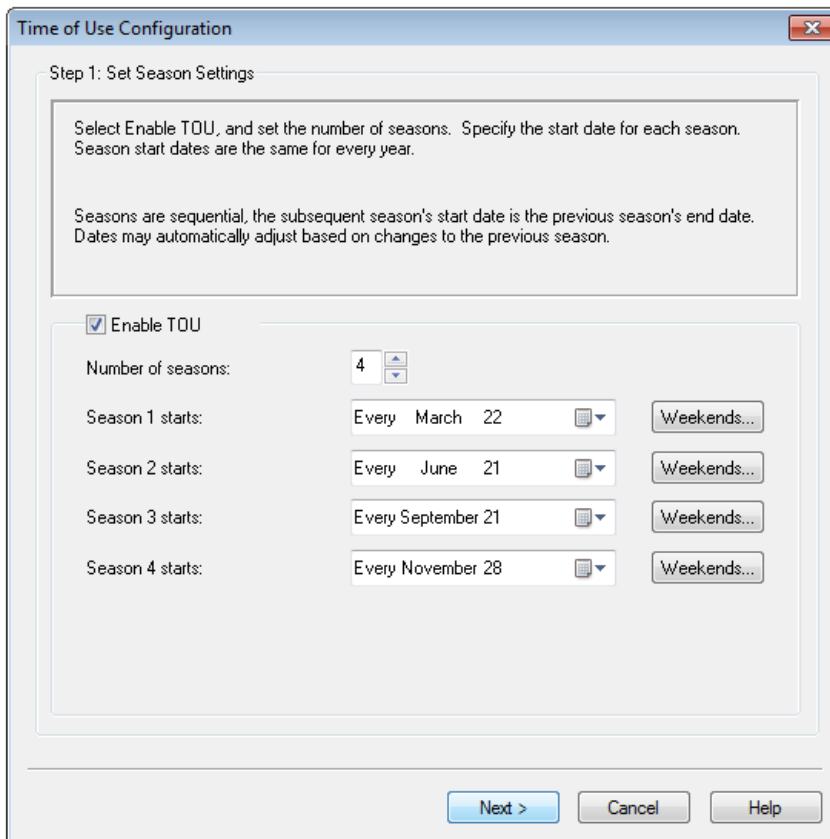 Time of Use Configuration
Step 1: Set Season Settings
Select Enable TOU, and set the number of seasons. Specify the start date for each season.
Season start dates are the same for every year.
Seasons are sequential, the subsequent season's start date is the previous season's end date.
Dates may automatically adjust based on changes to the previous season.
Enable TOU
Number of seasons: 4
Season 1 starts: Every March 22 Weekends...
Season 2 starts: Every June 21 Weekends...
Season 3 starts: Every September 21 Weekends...
Season 4 starts: Every November 28 Weekends...
Next > Cancel Help